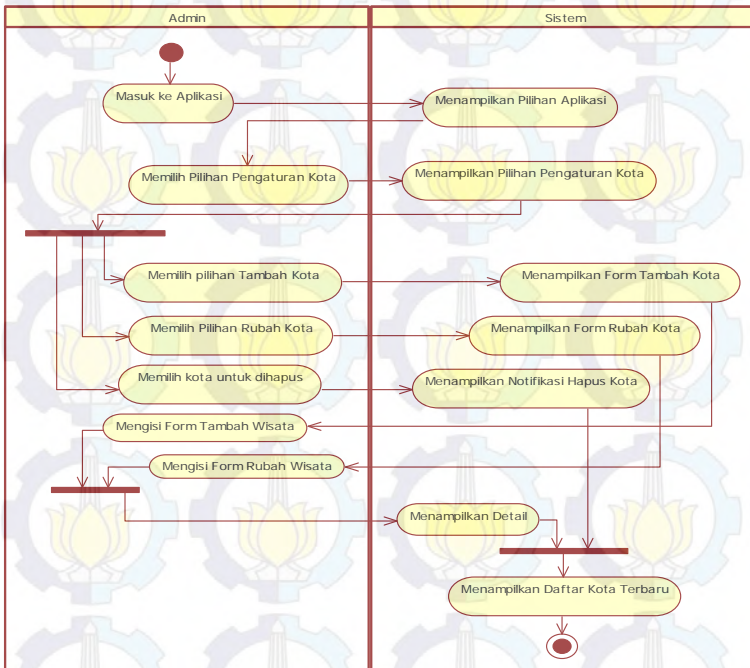 Admin
Sistem
Masuk ke Aplikasi
Menampilkan Pilihan Aplikasi
Memilih Pilihan Pengaturan Kota
Menampilkan Pilihan Pengaturan Kota
Memilih pilihan Tambah Kota
Menampilkan Form Tambah Kota
Memilih Pilihan Rubah Kota
Menampilkan Form Rubah Kota
Memilih kota untuk dihapus
Menampilkan Notifikasi Hapus Kota
Mengisi Form Tambah Wisata
Mengisi Form Rubah Wisata
Menampilkan Detail
Menampilkan Daftar Kota Terbaru